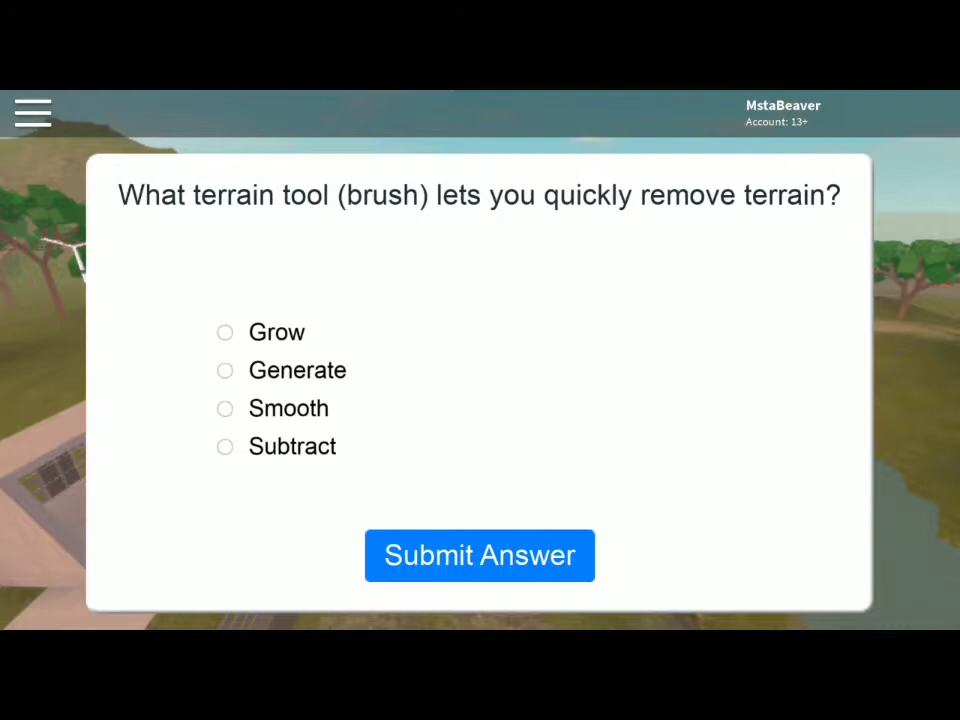 MstaBeaver
Account: 13+
What terrain tool (brush) lets you quickly remove terrain?
Grow
Generate
Smooth
Subtract
Submit Answer